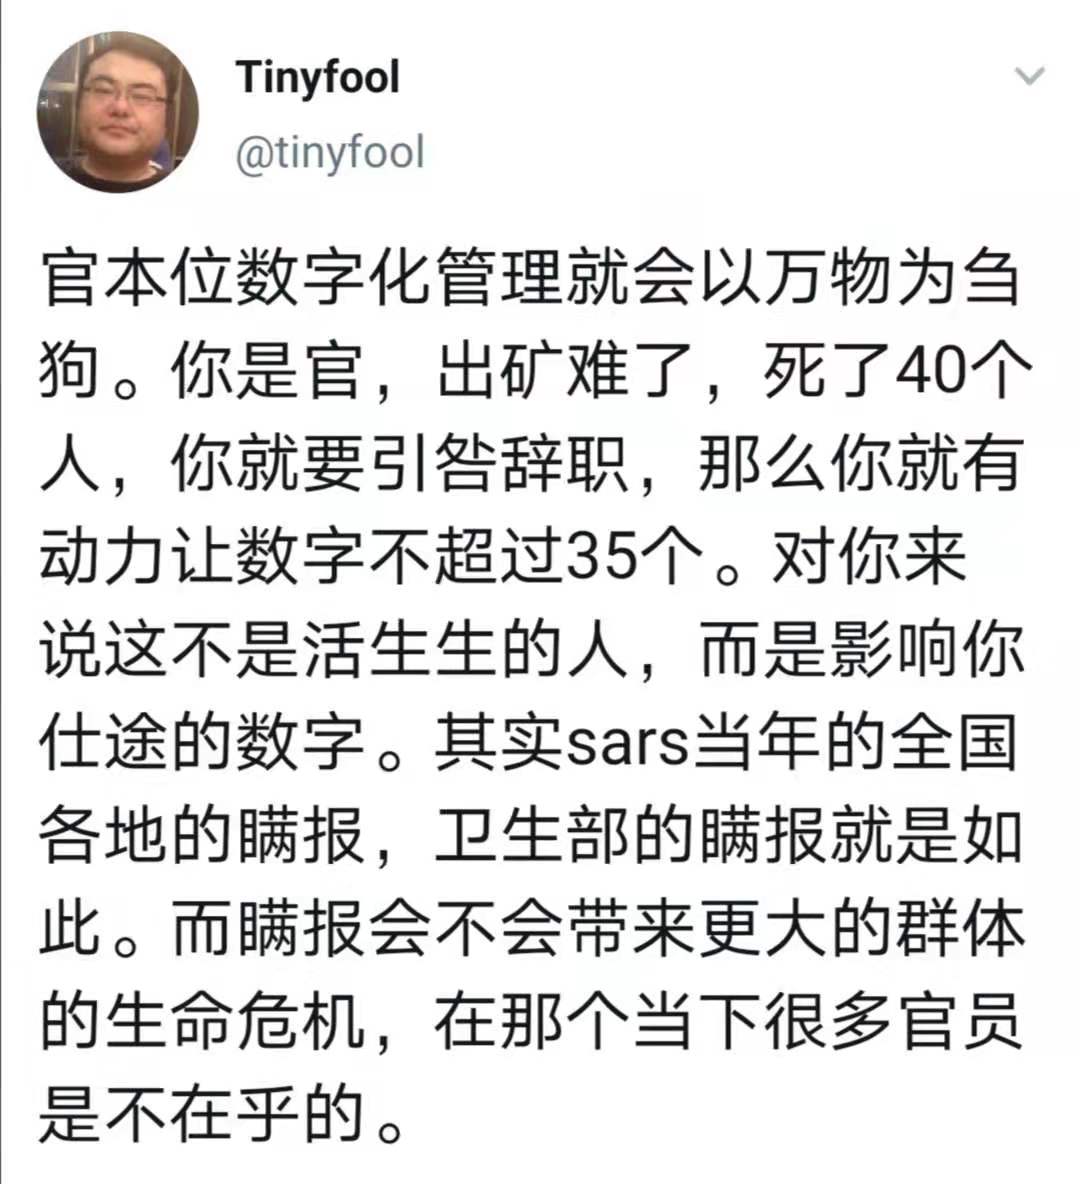 Tinyfool
@tinyfool
官本位数字化管理就会以万物为刍
狗。你是官，出矿难了，死了40个
人，你就要引咎辞职，那么你就有
动力让数字不超过35个。对你来
说这不是活生生的人，而是影响你
仕途的数字。其实sars当年的全国
各地的瞒报，卫生部的瞒报就是如
此。而瞒报会不会带来更大的群体
的生命危机，在那个当下很多官员
是不在乎的。